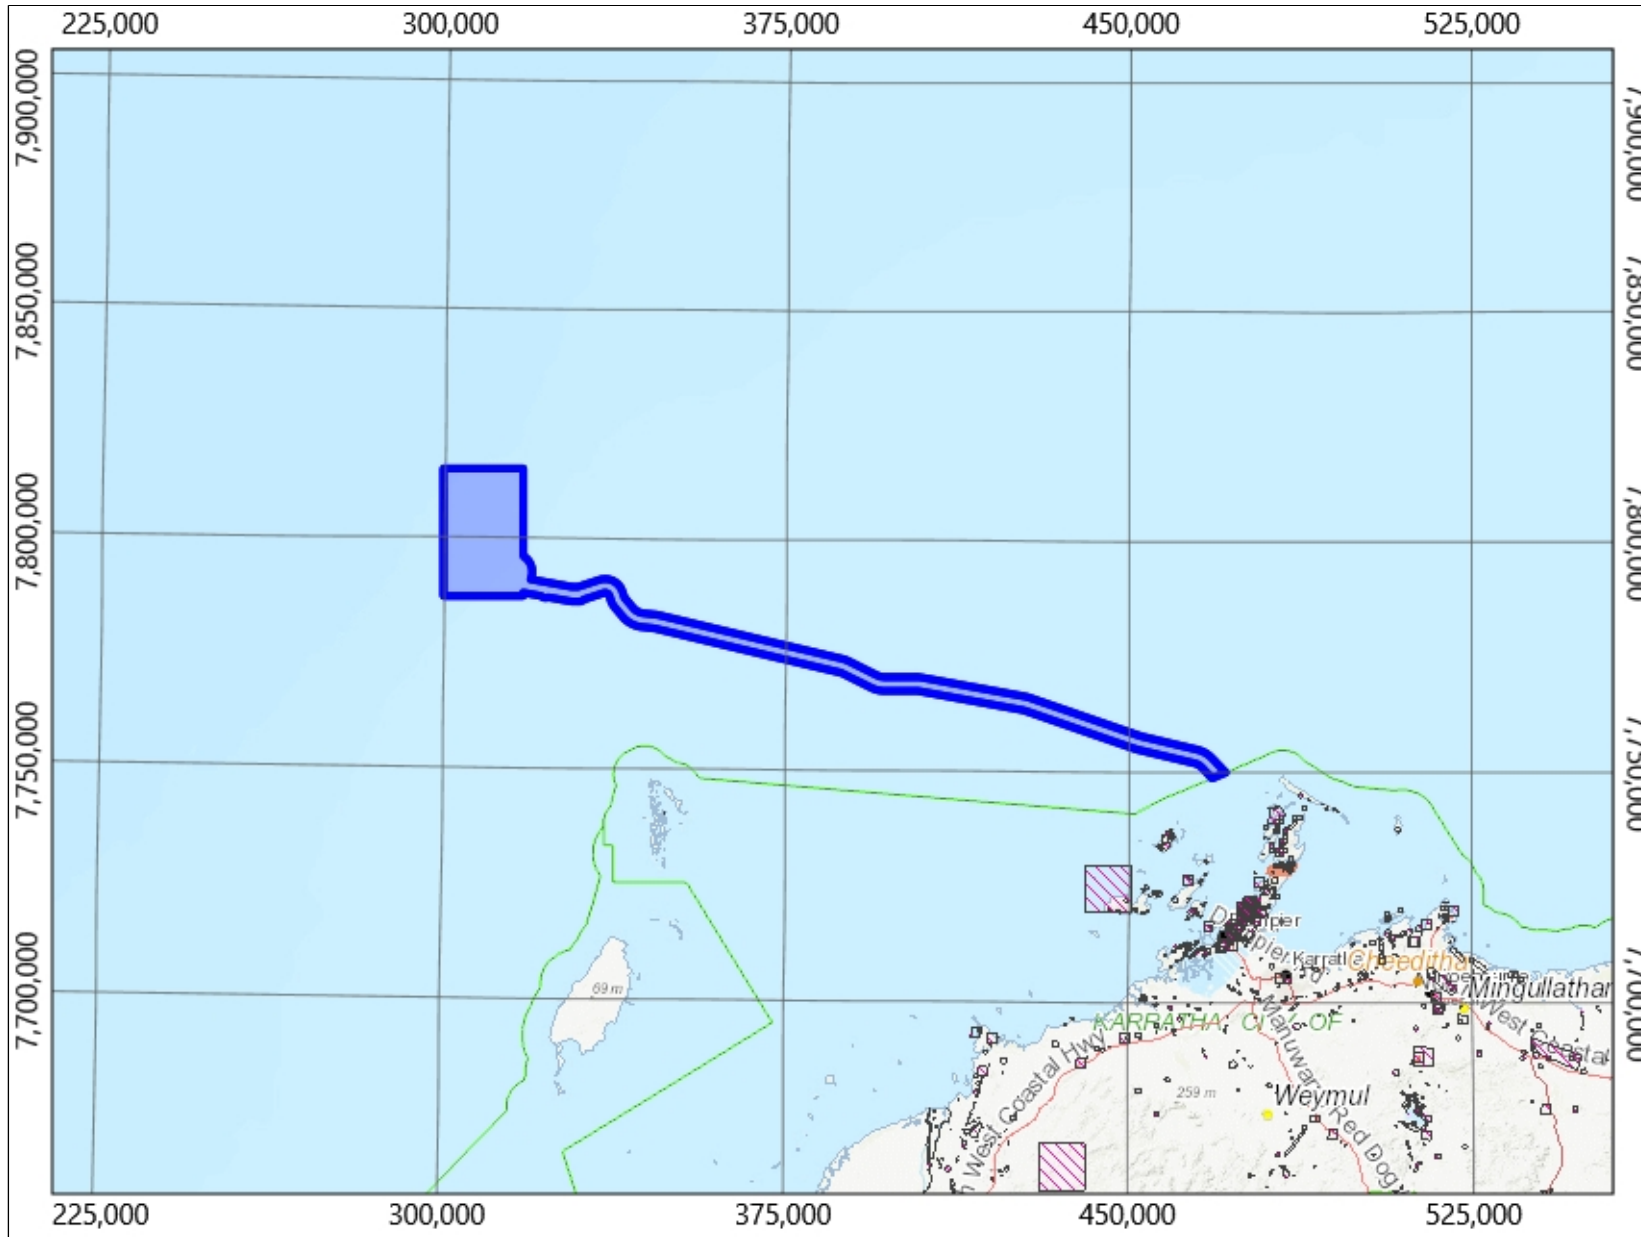 225,000 300,000 375,000 450,000 525,000
7,900,000
7,900,000
7,850,000
7,850,000
7,800,000
7,800,000
7,750,000
7,750,000
Dampier
Karratha
Cheeditha
69 m
7,700,000
7,700,000
Mingullathar
KARRATHA CITY OF
West Coastal
West Coastal Hwy
259 m
Weymul
Red Dog
225,000 300,000 375,000 450,000 525,000